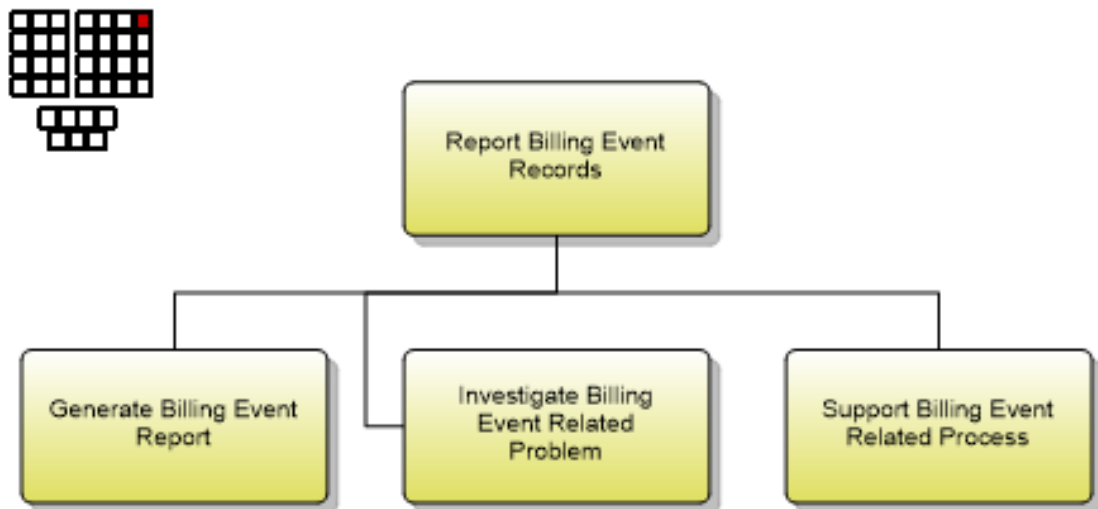 Report Billing Event
Records
Generate Billing Event
Report
Investigate Billing
Event Related
Problem
Support Billing Event
Related Process